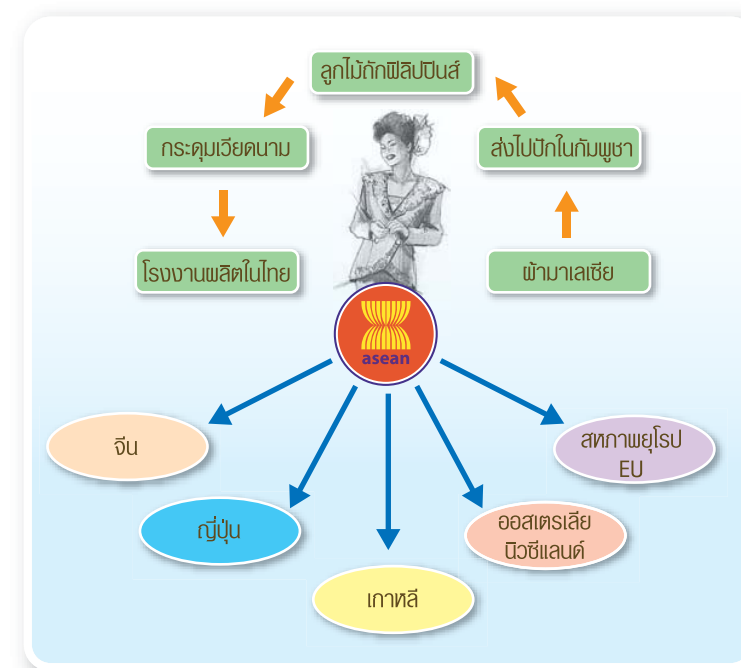 ลูกไม้ถักฟิลิปปินส์
กระดุมเวียดนาม
ส่งไปปักในกัมพูชา
โรงงานผลิตในไทย
ผ้ามาเลเซีย
asean
จีน
สหภาพยุโรป
EU
ญี่ปุ่น
ออสเตรเลีย
นิวซีแลนด์
เกาหลี